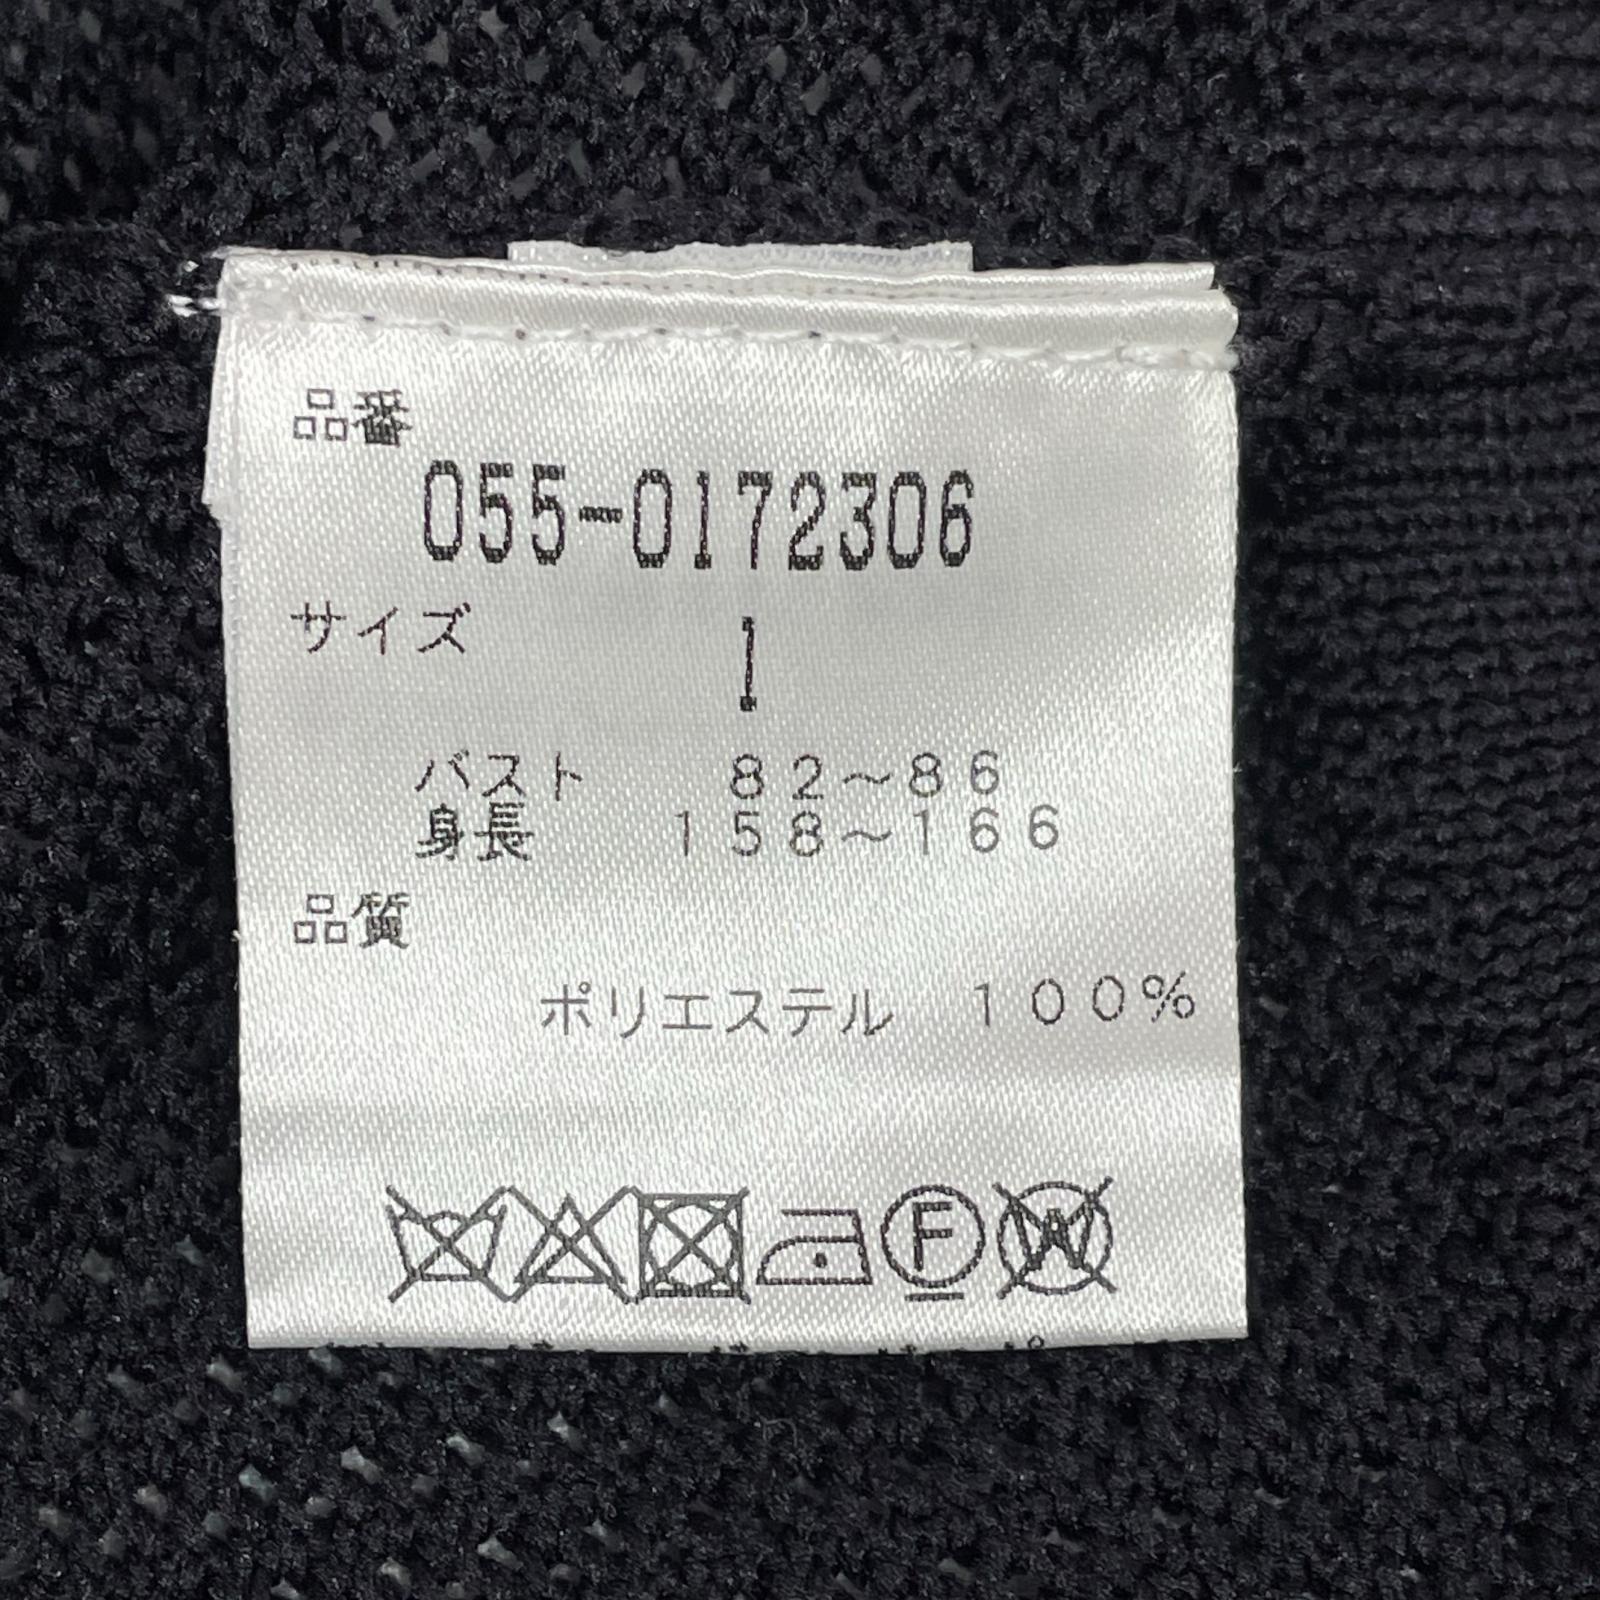 品番
055-0172306
サイズ
1
バスト 82～86
身長 158～166
品質
ポリエステル 100%
F W